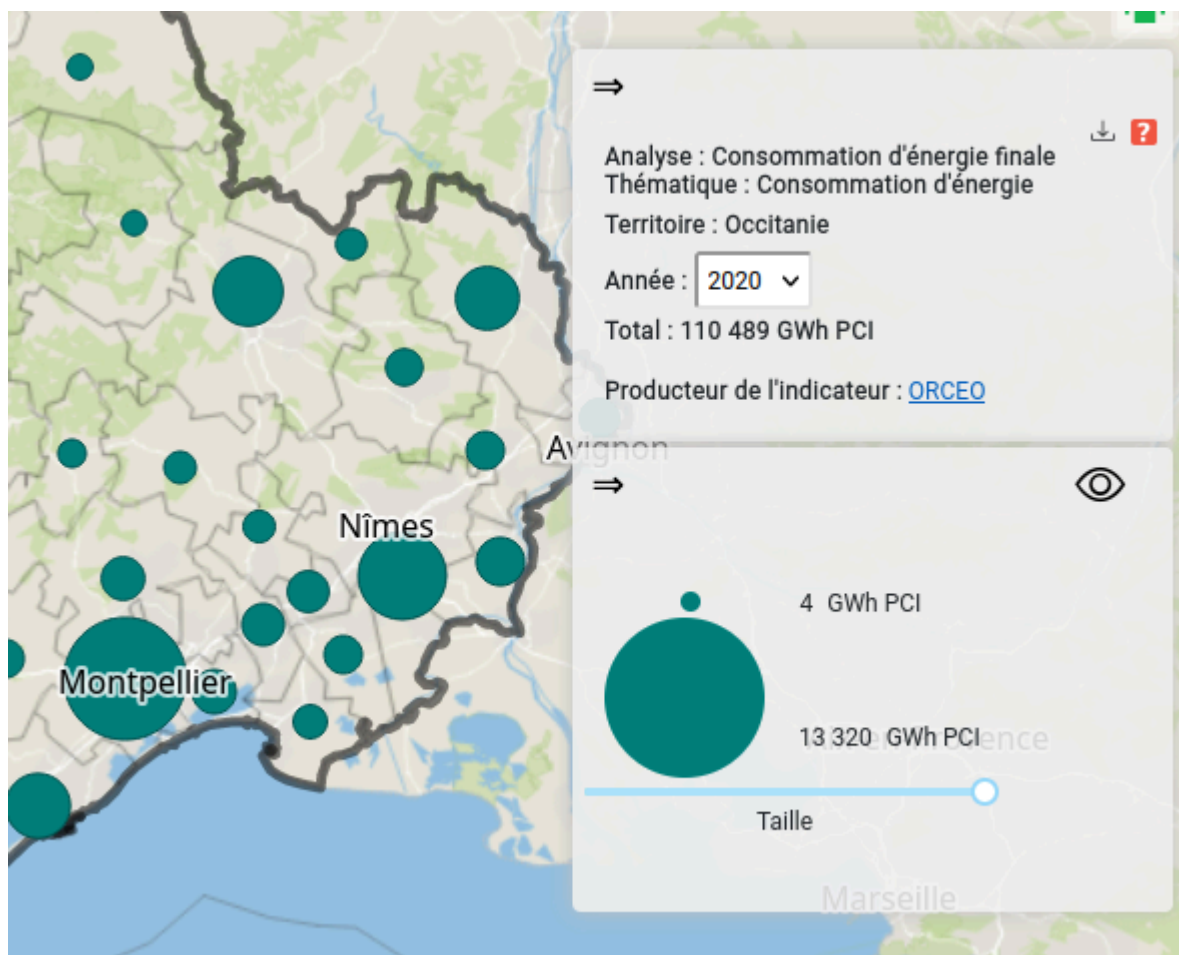 ⇒
?
Analyse : Consommation d'énergie finale
Thématique : Consommation d'énergie
Territoire : Occitanie
Année : 2020
Total : 110 489 GWh PCI
Producteur de l'indicateur : ORCEO
Avignon
⇒
Nîmes
4 GWh PCI
Montpellier
13 320 GWh PCI
Taille
Marseille